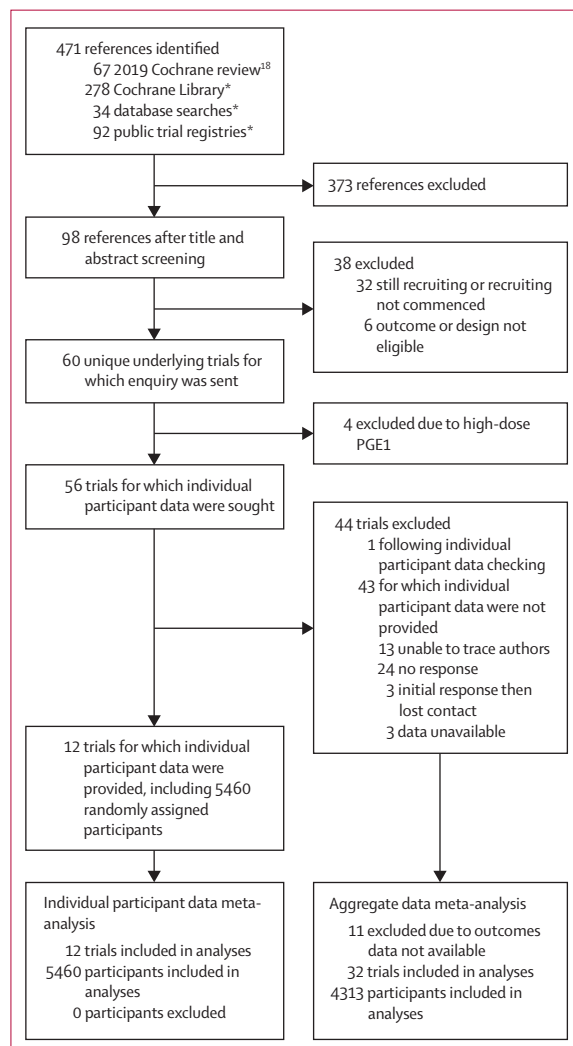 471 references identified
67 2019 Cochrane review¹⁸
278 Cochrane Library*
34 database searches*
92 public trial registries*
373 references excluded
98 references after title and
abstract screening
38 excluded
32 still recruiting or recruiting
not commenced
6 outcome or design not
eligible
60 unique underlying trials for
which enquiry was sent
4 excluded due to high-dose
PGE1
56 trials for which individual
participant data were sought
44 trials excluded
1 following individual
participant data checking
43 for which individual
participant data were not
provided
13 unable to trace authors
24 no response
3 initial response then
lost contact
3 data unavailable
12 trials for which individual
participant data were
provided, including 5460
randomly assigned
participants
Individual participant data meta-
analysis
12 trials included in analyses
5460 participants included in
analyses
0 participants excluded
Aggregate data meta-analysis
11 excluded due to outcomes
data not available
32 trials included in analyses
4313 participants included in
analyses